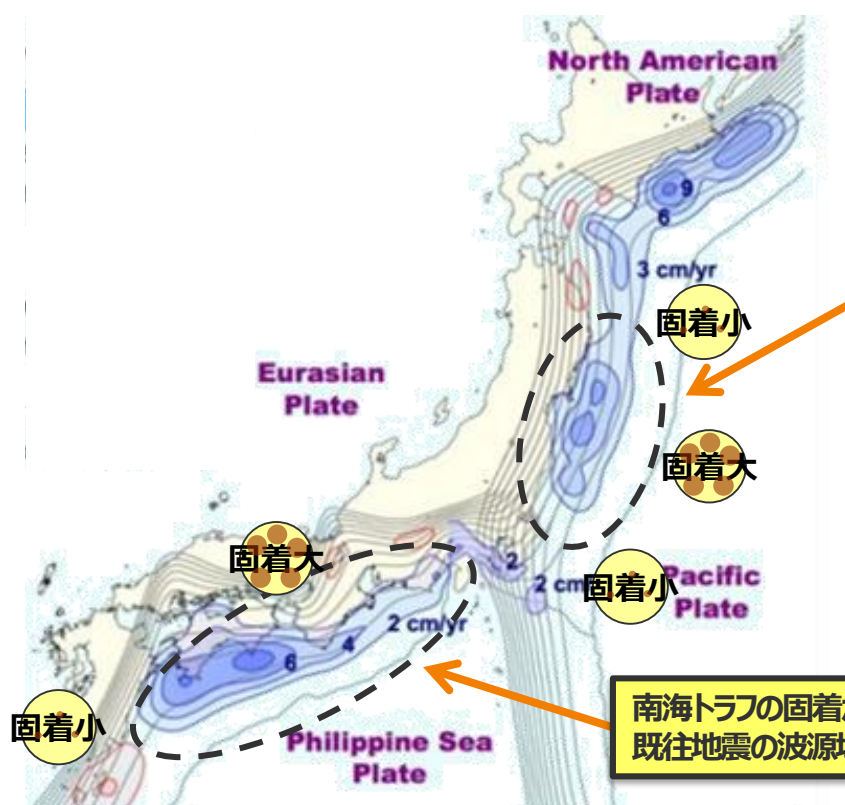 North American
Plate
9
6
3 cm/yr
固着小
Eurasian
Plate
固着大
固着大
2
2 cm
固着小
Pacific
Plate
2 cm/yr
4
6
固着小
南海トラフの固着
既往地震の波源
Philippine Sea
Plate